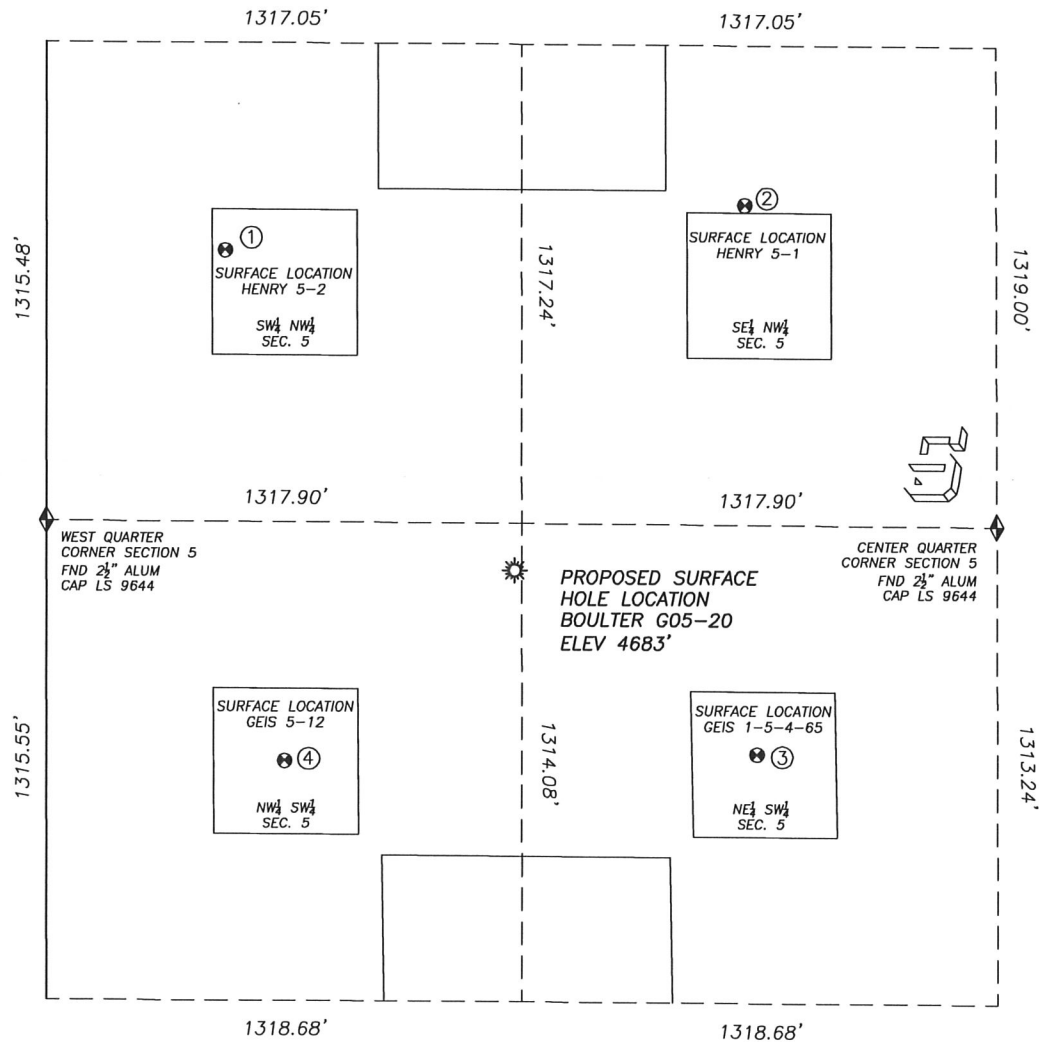 1317.05'
1317.05'
①
SURFACE LOCATION
HENRY 5-2
SW¼ NW¼
SEC. 5
②
SURFACE LOCATION
HENRY 5-1
SE¼ NW¼
SEC. 5
1315.48'
1317.24'
1319.00'
1317.90'
1317.90'
WEST QUARTER
CORNER SECTION 5
FND 2½" ALUM
CAP LS 9644
CENTER QUARTER
CORNER SECTION 5
FND 2½" ALUM
CAP LS 9644
PROPOSED SURFACE
HOLE LOCATION
BOULTER G05-20
ELEV 4683'
SURFACE LOCATION
GEIS 5-12
④
NW¼ SW¼
SEC. 5
SURFACE LOCATION
GEIS 1-5-4-65
③
NE¼ SW¼
SEC. 5
1315.55'
1314.08'
1313.24'
1318.68'
1318.68'